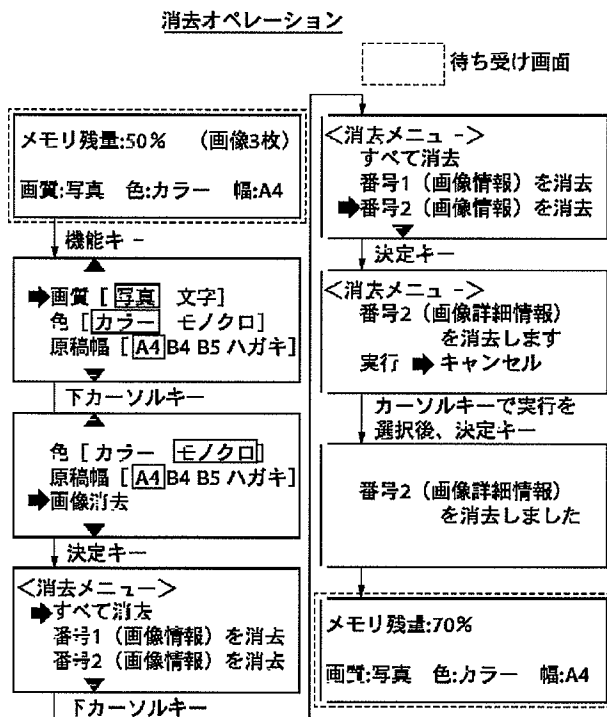 消去オペレーション
待ち受け画面
メモリ残量:50% (画像3枚)
画質:写真 色:カラー 幅:A4
機能キー
➡画質 [写真 文字]
色 [カラー モノクロ]
原稿幅 [A4 B4 B5 ハガキ]
下カーソルキー
色 [カラー モノクロ]
原稿幅 [A4 B4 B5 ハガキ]
➡画像消去
決定キー
<消去メニュー>
➡すべて消去
番号1 (画像情報) を消去
番号2 (画像情報) を消去
下カーソルキー
<消去メニュー>
すべて消去
番号1 (画像情報) を消去
➡番号2 (画像情報) を消去
決定キー
<消去メニュー>
番号2 (画像詳細情報)
を消去します
実行 ➡キャンセル
カーソルキーで実行を
選択後、決定キー
番号2 (画像詳細情報)
を消去しました
メモリ残量:70%
画質:写真 色:カラー 幅:A4